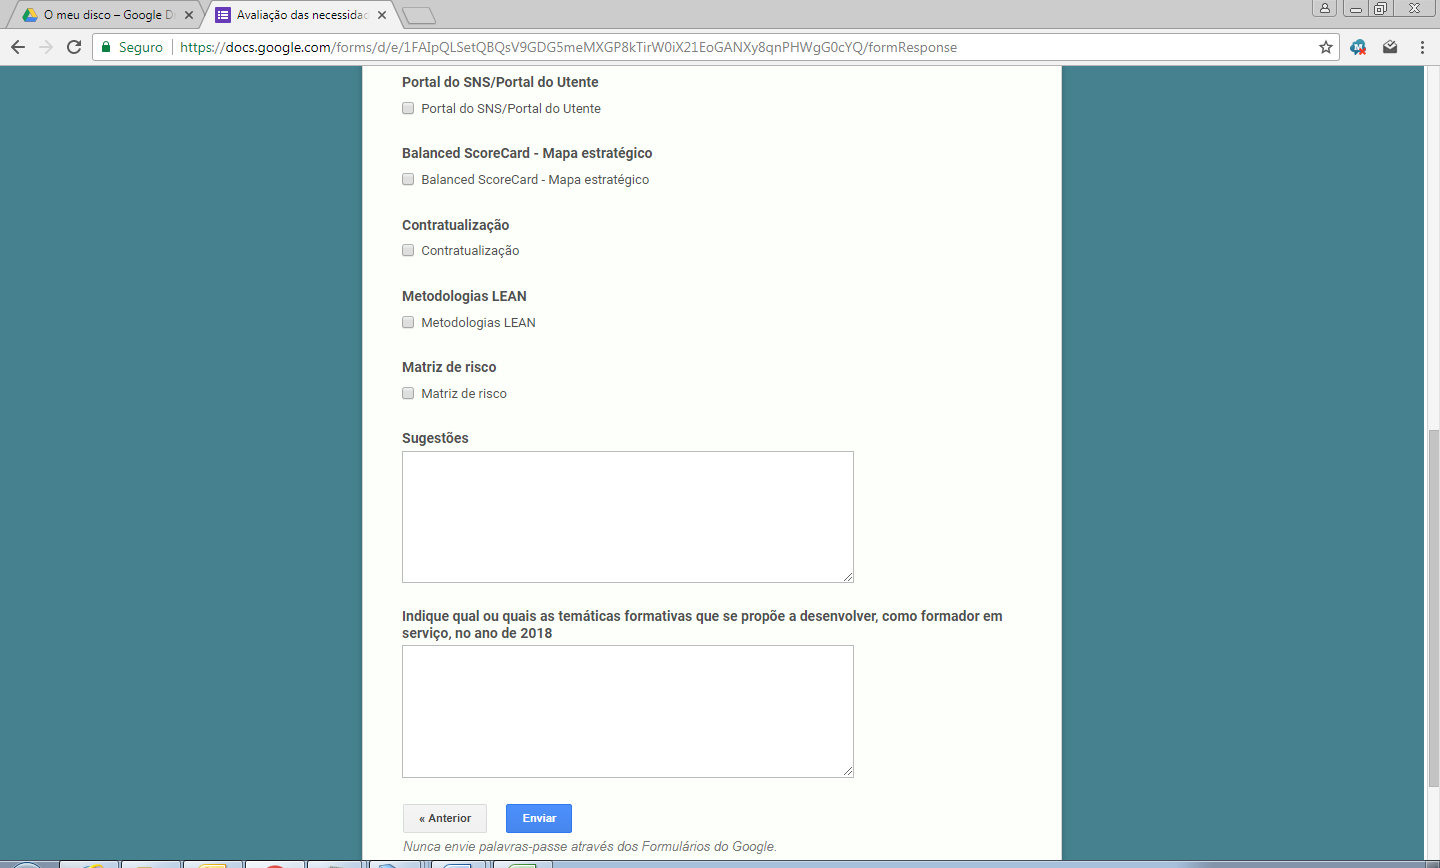 O meu disco – Google D
Avaliação das necessidad
Seguro
https://docs.google.com/forms/d/e/1FAIpQLSetQBQsV9GDG5meMXGP8kTirW0iX21EoGANXy8qnPHWgG0cYQ/formResponse
Portal do SNS/Portal do Utente
Portal do SNS/Portal do Utente
Balanced ScoreCard - Mapa estratégico
Balanced ScoreCard - Mapa estratégico
Contratualização
Contratualização
Metodologias LEAN
Metodologias LEAN
Matriz de risco
Matriz de risco
Sugestões
Indique qual ou quais as temáticas formativas que se propõe a desenvolver, como formador em
serviço, no ano de 2018
« Anterior
Enviar
Nunca envie palavras-passe através dos Formulários do Google.